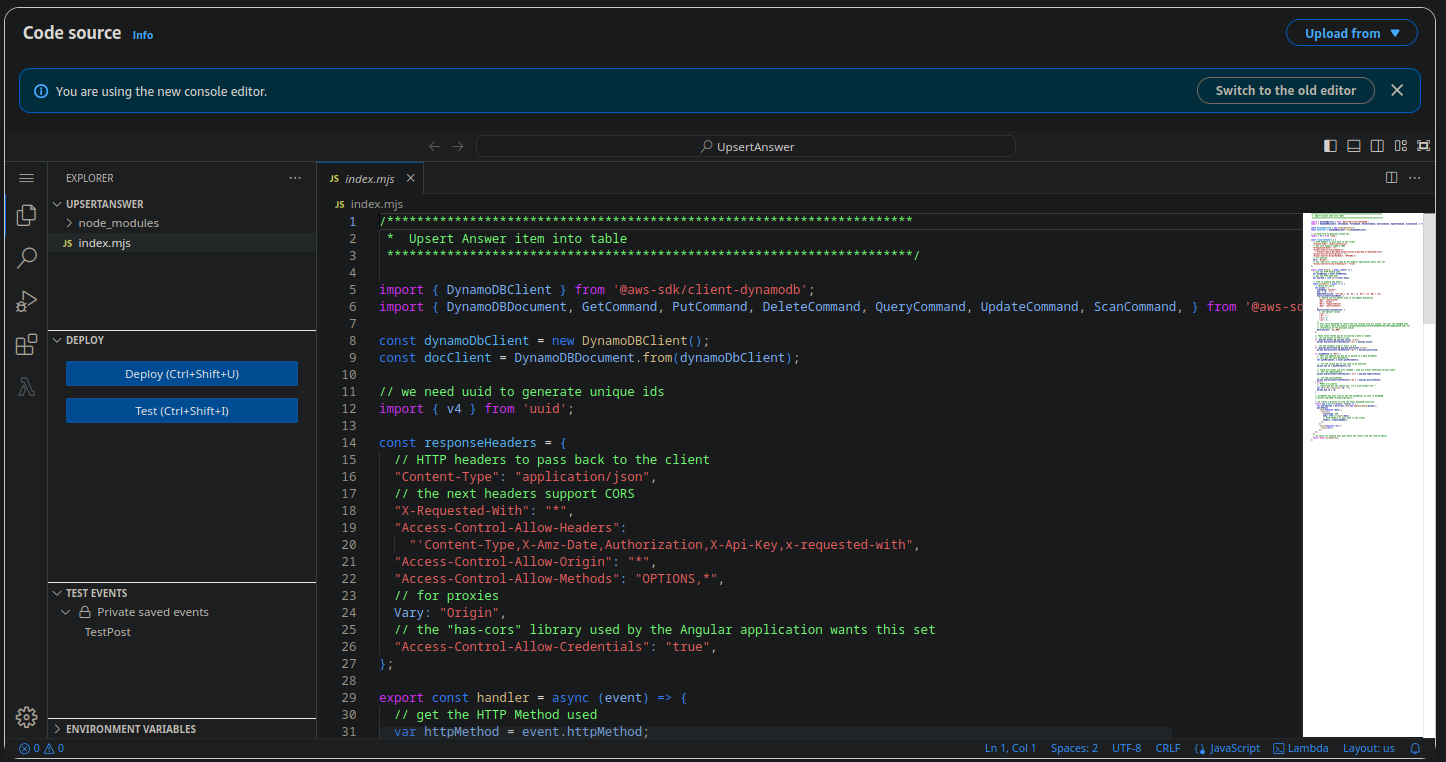 Code source Info
Upload from
You are using the new console editor.
Switch to the old editor
UpsertAnswer
EXPLORER
UPSERTANSWER
node_modules
JS index.mjs
DEPLOY
Deploy (Ctrl+Shift+U)
Test (Ctrl+Shift+I)
TEST EVENTS
Private saved events
TestPost
ENVIRONMENT VARIABLES
JS index.mjs
JS index.mjs
1 /**********************************************************************
2  *  Upsert Answer item into table
3  **********************************************************************/
4
5 import { DynamoDBClient } from '@aws-sdk/client-dynamodb';
6 import { DynamoDBDocument, GetCommand, PutCommand, DeleteCommand, QueryCommand, UpdateCommand, ScanCommand, } from '@aws-sd
7
8 const dynamoDbClient = new DynamoDBClient();
9 const docClient = DynamoDBDocument.from(dynamoDbClient);
10
11 // we need uuid to generate unique ids
12 import { v4 } from 'uuid';
13
14 const responseHeaders = {
15   // HTTP headers to pass back to the client
16   "Content-Type": "application/json",
17   // the next headers support CORS
18   "X-Requested-With": "*",
19   "Access-Control-Allow-Headers":
20     "'Content-Type,X-Amz-Date,Authorization,X-Api-Key,x-requested-with",
21   "Access-Control-Allow-Origin": "*",
22   "Access-Control-Allow-Methods": "OPTIONS,*",
23   // for proxies
24   Vary: "Origin",
25   // the "has-cors" library used by the Angular application wants this set
26   "Access-Control-Allow-Credentials": "true",
27 };
28
29 export const handler = async (event) => {
30   // get the HTTP Method used
31   var httpMethod = event.httpMethod;
0 0
Ln 1, Col 1 Spaces: 2 UTF-8 CRLF JavaScript Lambda Layout: us